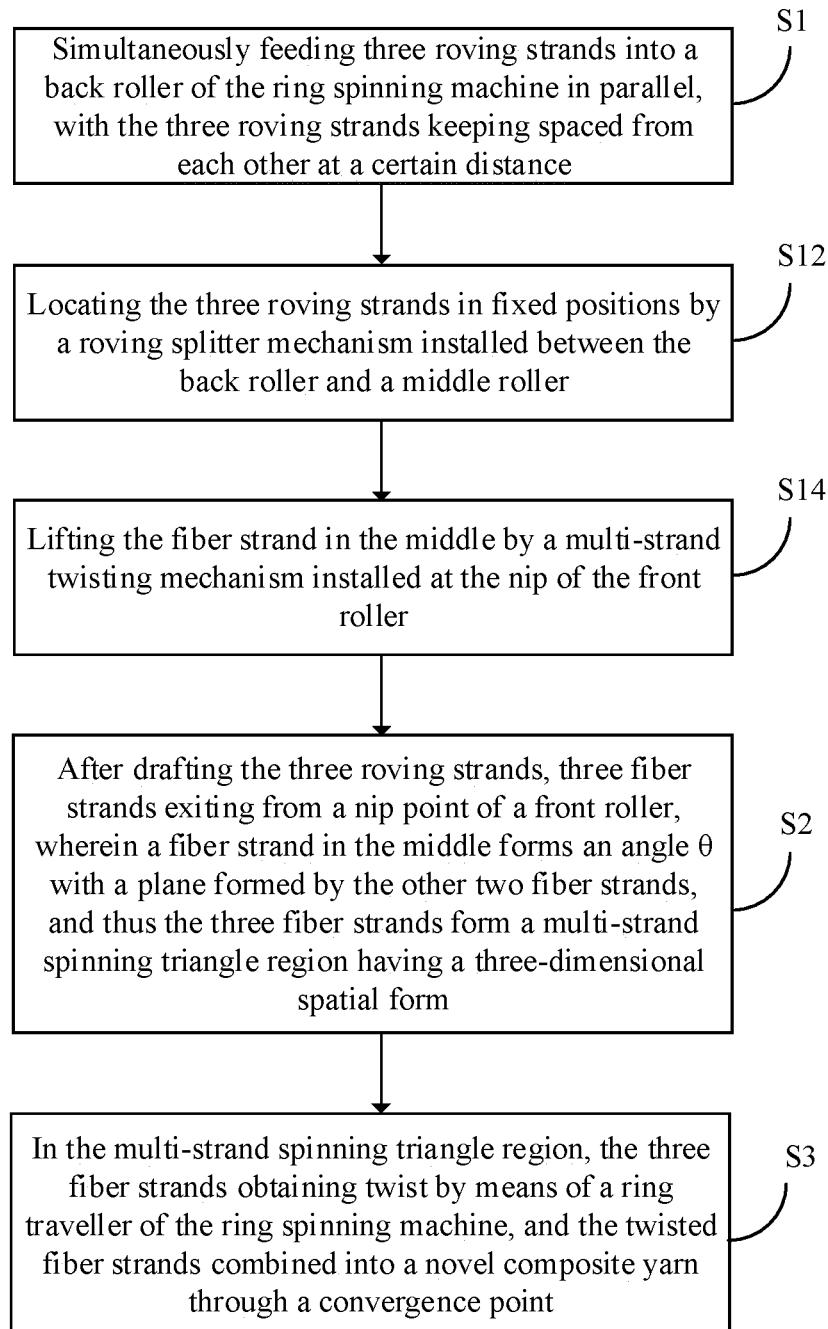 S1
Simultaneously feeding three roving strands into a
back roller of the ring spinning machine in parallel,
with the three roving strands keeping spaced from
each other at a certain distance
S12
Locating the three roving strands in fixed positions by
a roving splitter mechanism installed between the
back roller and a middle roller
S14
Lifting the fiber strand in the middle by a multi-strand
twisting mechanism installed at the nip of the front
roller
S2
After drafting the three roving strands, three fiber
strands exiting from a nip point of a front roller,
wherein a fiber strand in the middle forms an angle θ
with a plane formed by the other two fiber strands,
and thus the three fiber strands form a multi-strand
spinning triangle region having a three-dimensional
spatial form
S3
In the multi-strand spinning triangle region, the three
fiber strands obtaining twist by means of a ring
traveller of the ring spinning machine, and the twisted
fiber strands combined into a novel composite yarn
through a convergence point